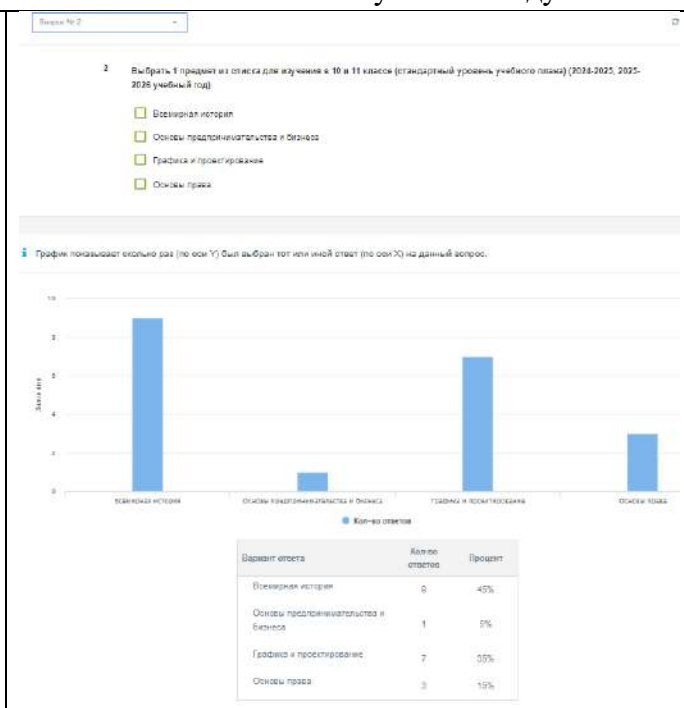 Вопрос № 2
2 Выбрать 1 предмет из списка для изучения в 10 и 11 классе (стандартный уровень учебного плана) (2024-2025, 2025-
2026 учебный год)
Всемирная история
Основы предпринимательства и бизнеса
Графика и проектирование
Основы права
График показывает сколько раз (по оси Y) был выбран тот или иной ответ (по оси X) на данный вопрос.
10
8
6
4
2
0
Всемирная история Основы предпринимательства и бизнеса Графика и проектирование Основы права
Кол-во ответов
Вариант ответа Кол-во ответов Процент
Всемирная история 9 45%
Основы предпринимательства и
бизнеса 1 5%
Графика и проектирование 7 35%
Основы права 3 15%